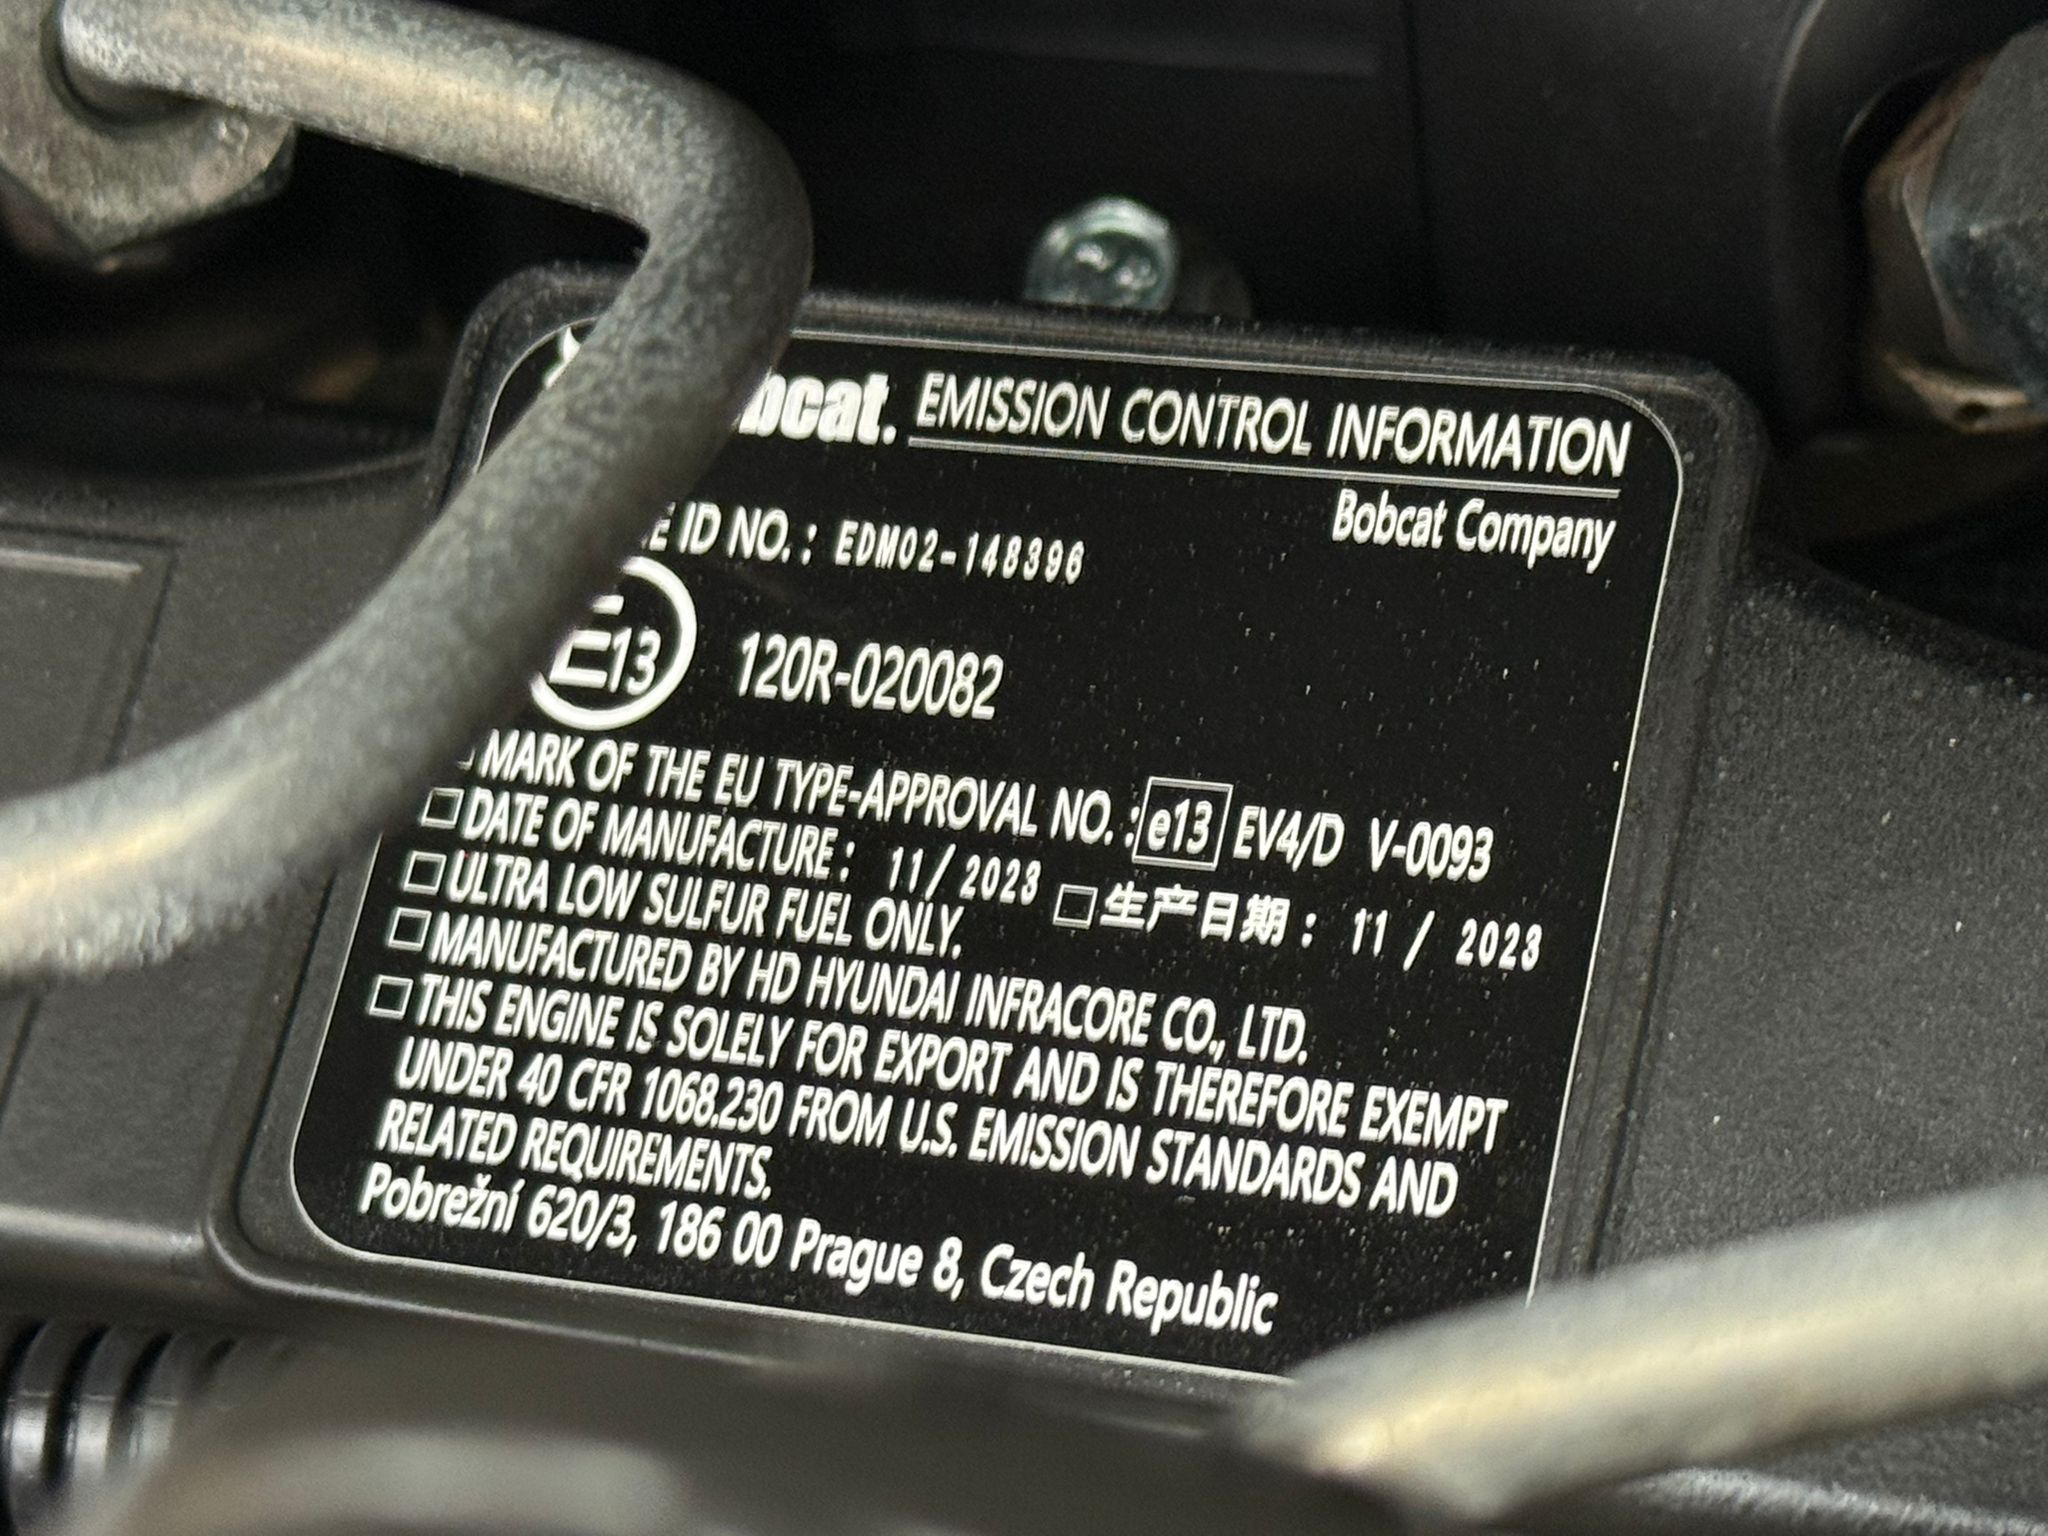 bcat. EMISSION CONTROL INFORMATION
Bobcat Company
E ID NO.: EDM02-148396
E13 120R-020082
MARK OF THE EU TYPE-APPROVAL NO.: e13 EV4/D V-0093
□DATE OF MANUFACTURE: 11/2023 □生产日期: 11 / 2023
□ULTRA LOW SULFUR FUEL ONLY.
□MANUFACTURED BY HD HYUNDAI INFRACORE CO., LTD.
□THIS ENGINE IS SOLELY FOR EXPORT AND IS THEREFORE EXEMPT
UNDER 40 CFR 1068.230 FROM U.S. EMISSION STANDARDS AND
RELATED REQUIREMENTS.
Pobrežní 620/3, 186 00 Prague 8, Czech Republic